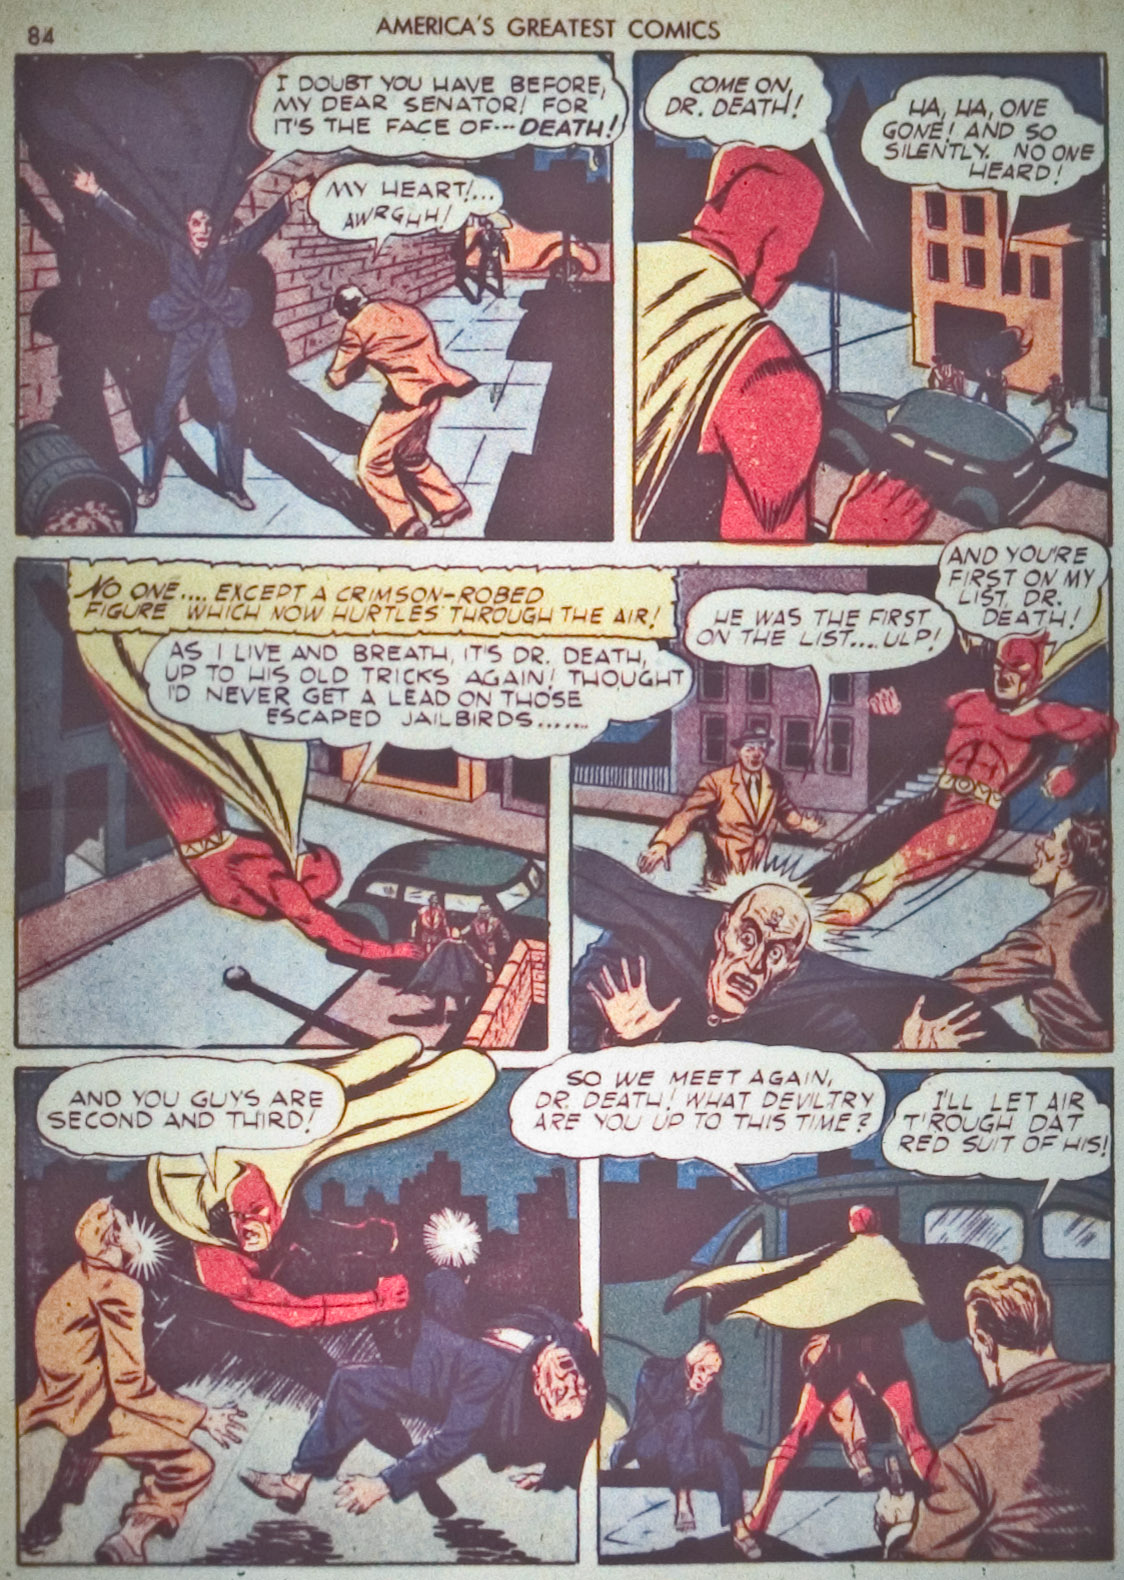 84
AMERICA'S GREATEST COMICS
I DOUBT YOU HAVE BEFORE,
MY DEAR SENATOR! FOR
IT'S THE FACE OF--- DEATH!
MY HEART!...
AWRGHH!
COME ON,
DR. DEATH!
HA, HA, ONE
GONE! AND SO
SILENTLY. NO ONE
HEARD!
NO ONE.... EXCEPT A CRIMSON-ROBED
FIGURE WHICH NOW HURTLES THROUGH THE AIR!
AS I LIVE AND BREATH, IT'S DR. DEATH,
UP TO HIS OLD TRICKS AGAIN! THOUGHT
I'D NEVER GET A LEAD ON THOSE
ESCAPED JAILBIRDS.......
HE WAS THE FIRST
ON THE LIST.... ULP!
AND YOU'RE
FIRST ON MY
LIST, DR.
DEATH!
AND YOU GUYS ARE
SECOND AND THIRD!
SO WE MEET AGAIN,
DR. DEATH! WHAT DEVILTRY
ARE YOU UP TO THIS TIME?
I'LL LET AIR
T'ROUGH DAT
RED SUIT OF HIS!